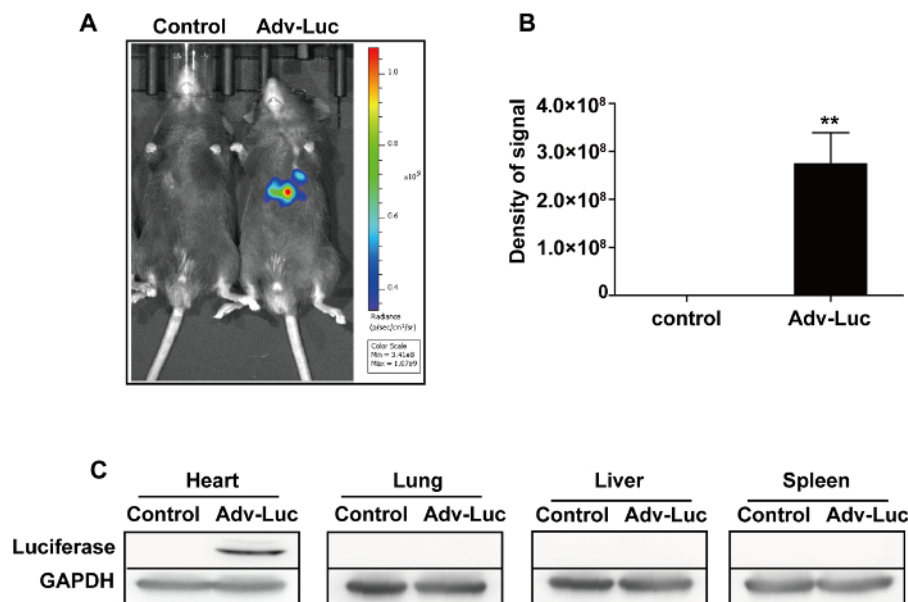 A
Control Adv-Luc
1.0
x10⁹
0.8
0.6
0.4
Radiance
(p/sec/cm²/sr)
Color Scale
Min = 3.41e8
Max = 1.07e9
B
Density of signal
4.0×10⁸
3.0×10⁸
2.0×10⁸
1.0×10⁸
0
**
control Adv-Luc
C
Heart Lung Liver Spleen
Control Adv-Luc Control Adv-Luc Control Adv-Luc Control Adv-Luc
Luciferase
GAPDH